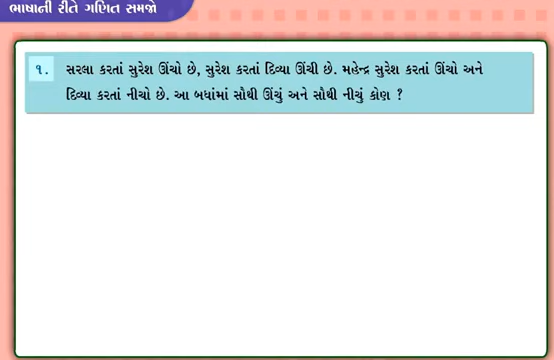 ભાષાની રીતે ગણિત સમજો
૧. સરલા કરતાં સુરેશ ઊંચો છે, સુરેશ કરતાં દિવ્યા ઊંચી છે. મહેન્દ્ર સુરેશ કરતાં ઊંચો અને
દિવ્યા કરતાં નીચો છે. આ બધાંમાં સૌથી ઊંચું અને સૌથી નીચું કોણ ?